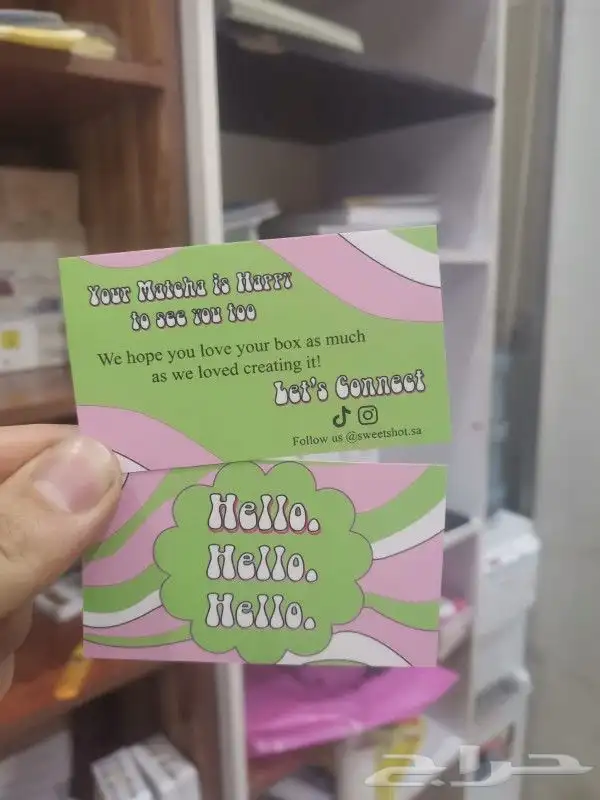 Your Matcha is Happy
to see you too
We hope you love your box as much
as we loved creating it!
Let's Connect
Follow us @sweetshot.sa
Hello.
Hello.
Hello.
حراج